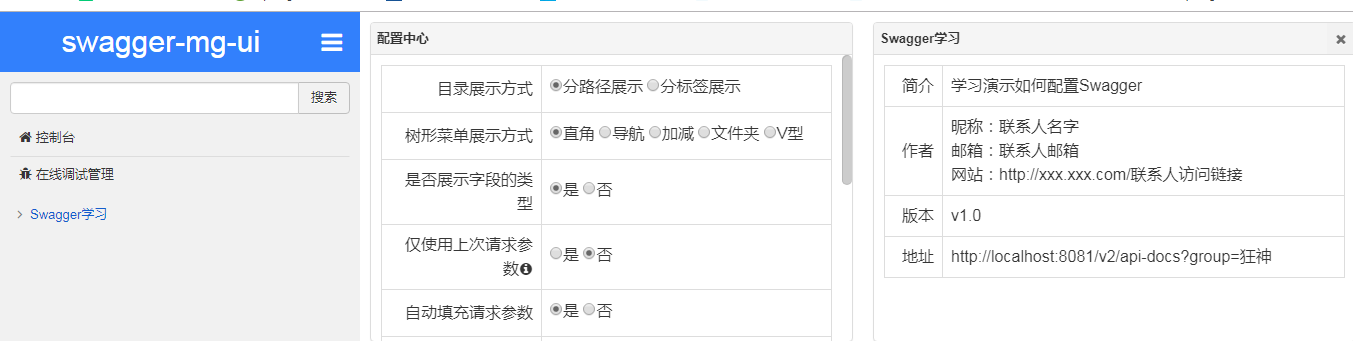 swagger-mg-ui
搜索
控制台
在线调试管理
Swagger学习
配置中心
目录展示方式 分路径展示 分标签展示
树形菜单展示方式 直角 导航 加减 文件夹 V型
是否展示字段的类
型
是 否
仅使用上次请求参
数
是 否
自动填充请求参数 是 否
Swagger学习
简介 学习演示如何配置Swagger
作者
昵称：联系人名字
邮箱：联系人邮箱
网站：http://xxx.xxx.com/联系人访问链接
版本 v1.0
地址 http://localhost:8081/v2/api-docs?group=狂神